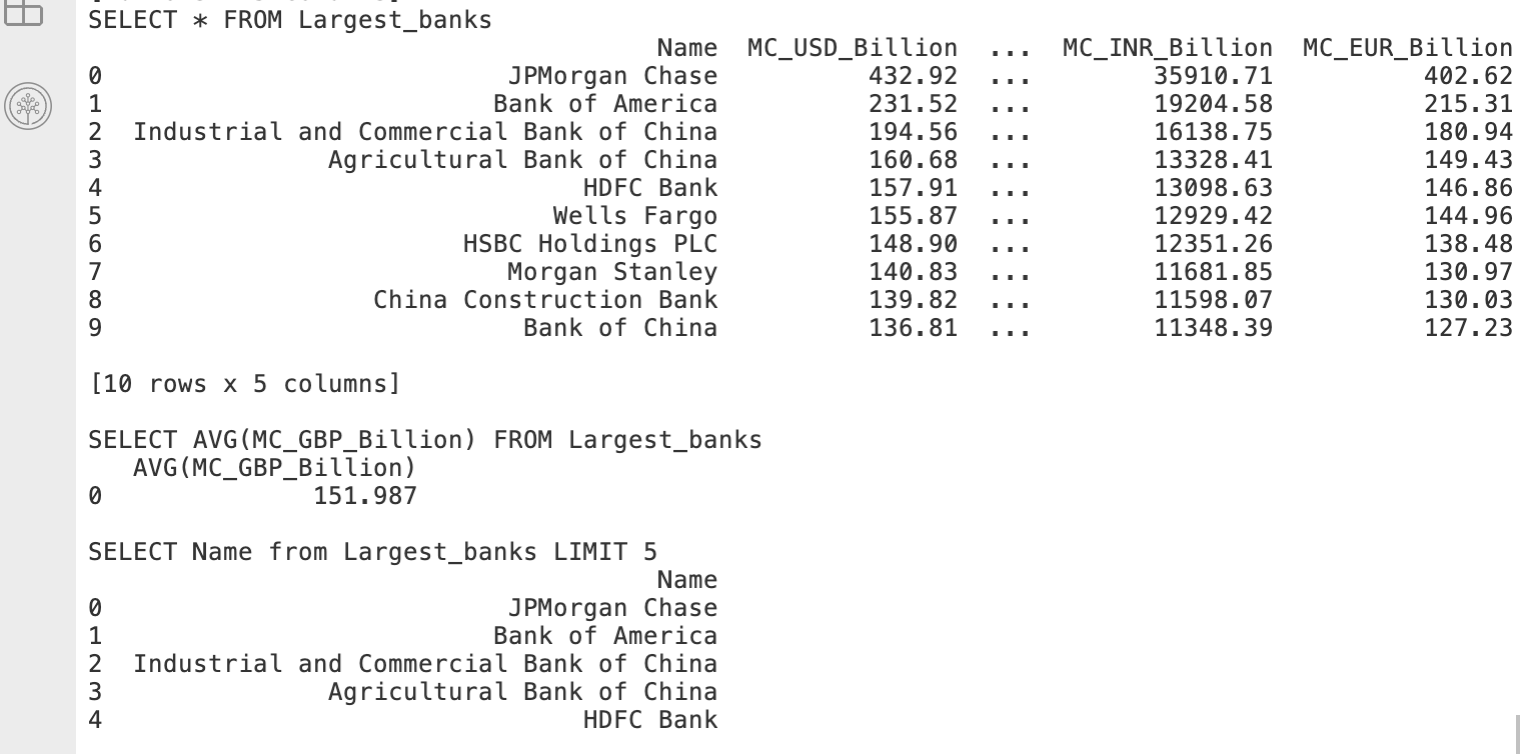 SELECT * FROM Largest_banks
Name MC_USD_Billion ... MC_INR_Billion MC_EUR_Billion
0 JPMorgan Chase 432.92 ... 35910.71 402.62
1 Bank of America 231.52 ... 19204.58 215.31
2 Industrial and Commercial Bank of China 194.56 ... 16138.75 180.94
3 Agricultural Bank of China 160.68 ... 13328.41 149.43
4 HDFC Bank 157.91 ... 13098.63 146.86
5 Wells Fargo 155.87 ... 12929.42 144.96
6 HSBC Holdings PLC 148.90 ... 12351.26 138.48
7 Morgan Stanley 140.83 ... 11681.85 130.97
8 China Construction Bank 139.82 ... 11598.07 130.03
9 Bank of China 136.81 ... 11348.39 127.23
[10 rows x 5 columns]
SELECT AVG(MC_GBP_Billion) FROM Largest_banks
AVG(MC_GBP_Billion)
0 151.987
SELECT Name from Largest_banks LIMIT 5
Name
0 JPMorgan Chase
1 Bank of America
2 Industrial and Commercial Bank of China
3 Agricultural Bank of China
4 HDFC Bank